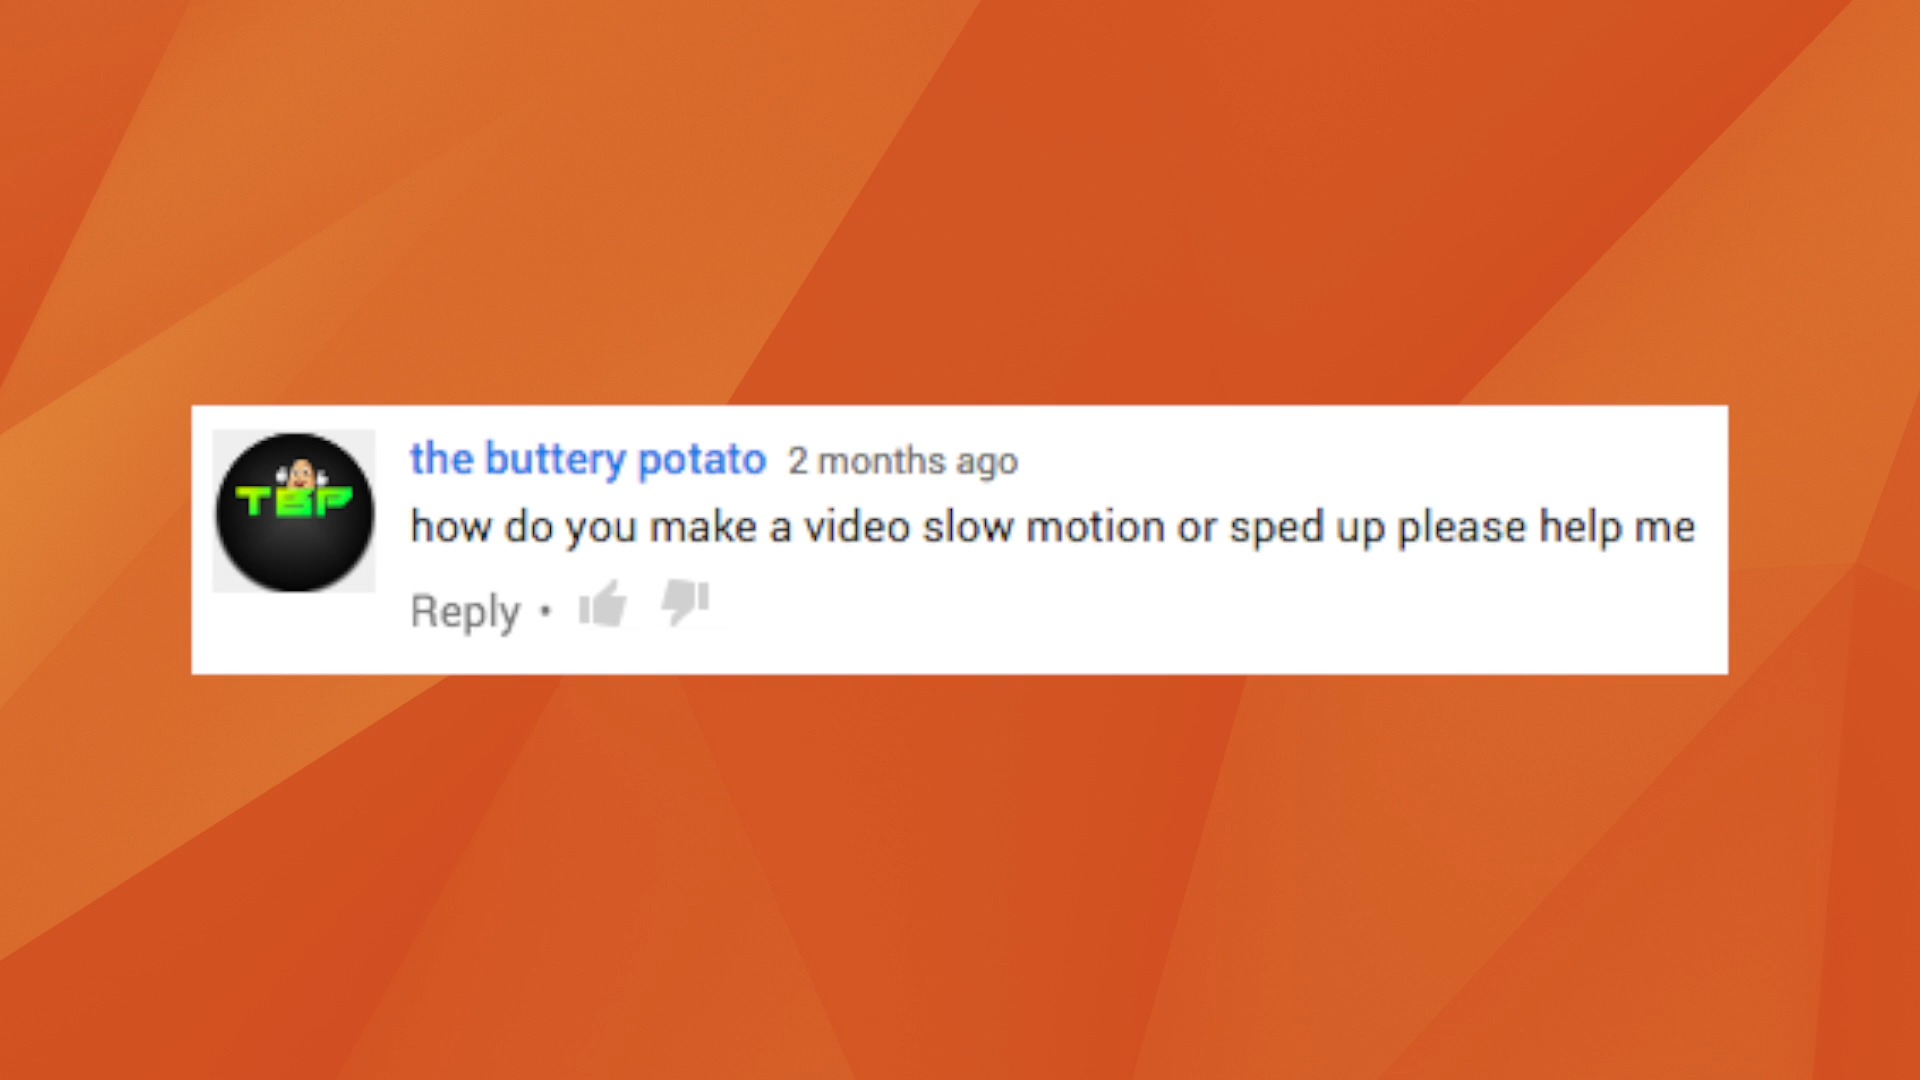 TBP
the buttery potato 2 months ago
how do you make a video slow motion or sped up please help me
Reply •